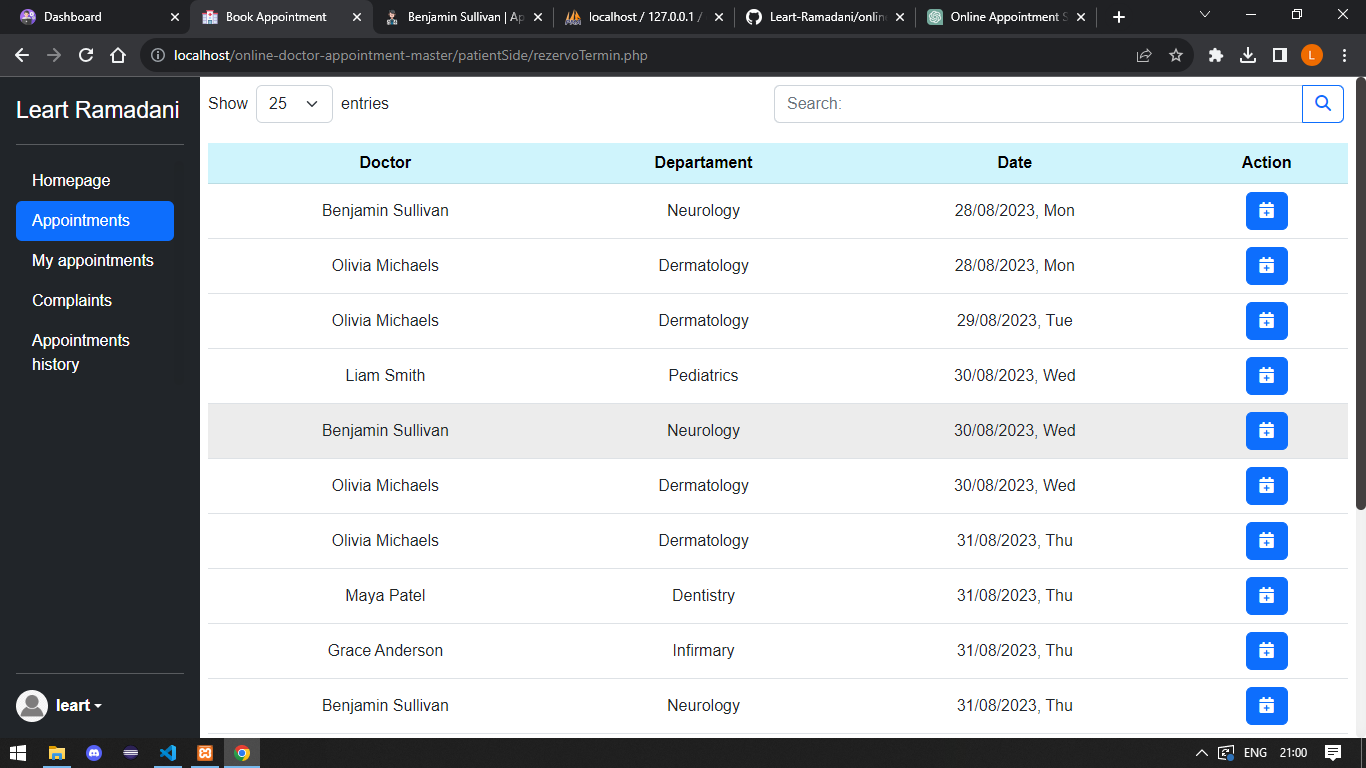 Dashboard
Book Appointment
Benjamin Sullivan | Ap
localhost / 127.0.0.1 /
Leart-Ramadani/onlin
Online Appointment S
localhost/online-doctor-appointment-master/patientSide/rezervoTermin.php
L
Leart Ramadani
Homepage
Appointments
My appointments
Complaints
Appointments
history
leart
Show 25 entries
Search:
Doctor Departament Date Action
Benjamin Sullivan Neurology 28/08/2023, Mon
Olivia Michaels Dermatology 28/08/2023, Mon
Olivia Michaels Dermatology 29/08/2023, Tue
Liam Smith Pediatrics 30/08/2023, Wed
Benjamin Sullivan Neurology 30/08/2023, Wed
Olivia Michaels Dermatology 30/08/2023, Wed
Olivia Michaels Dermatology 31/08/2023, Thu
Maya Patel Dentistry 31/08/2023, Thu
Grace Anderson Infirmary 31/08/2023, Thu
Benjamin Sullivan Neurology 31/08/2023, Thu
ENG 21:00